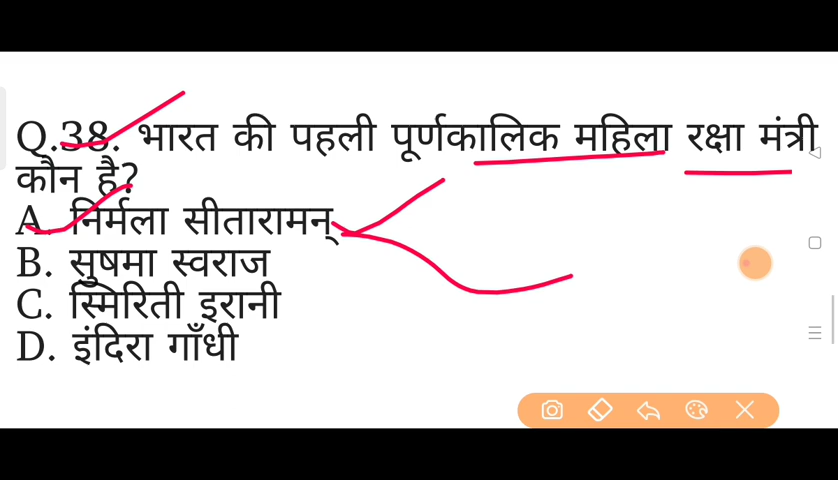 Q.38. भारत की पहली पूर्णकालिक महिला रक्षा मंत्री
कौन है?
A. निर्मला सीतारामन्
B. सुषमा स्वराज
C. स्मिरिती इरानी
D. इंदिरा गाँधी